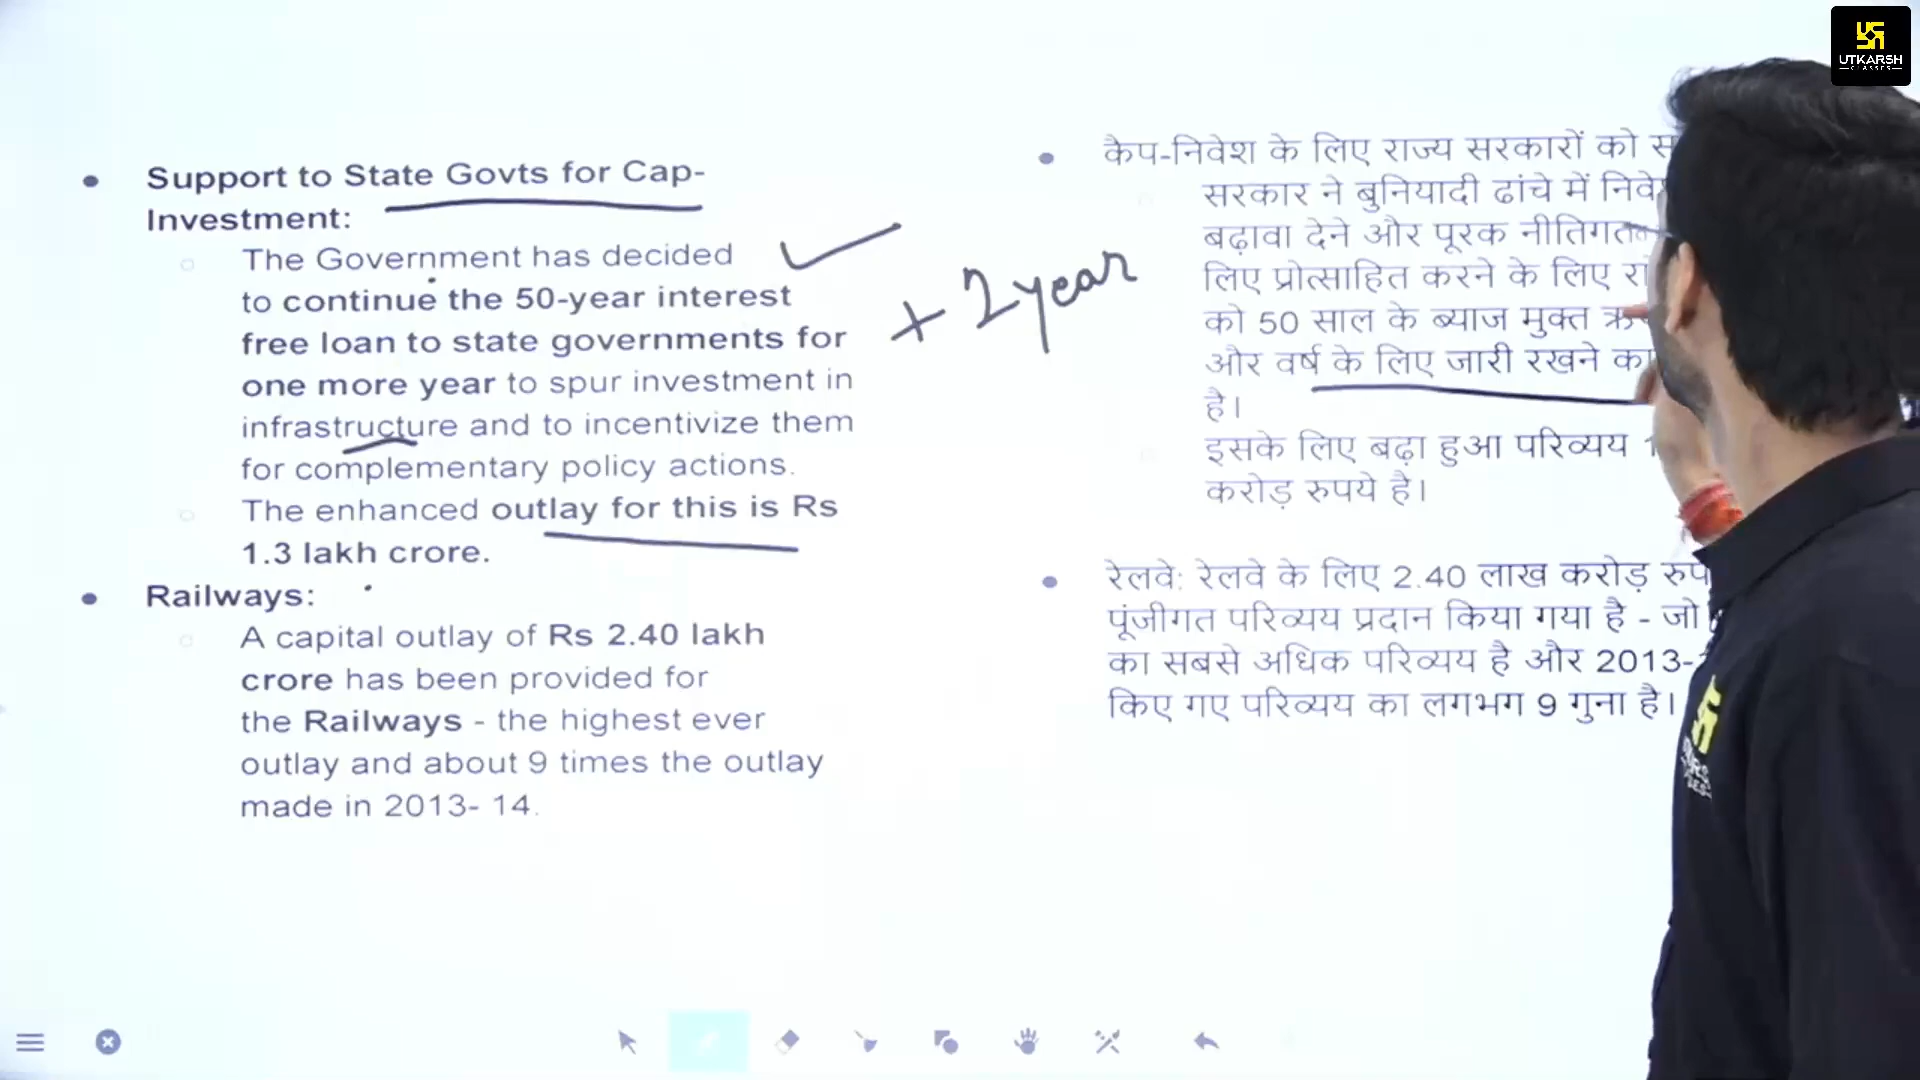 UTKARSH
CLASSES
Support to State Govts for Cap-
Investment:
The Government has decided
to continue the 50-year interest
free loan to state governments for
one more year to spur investment in
infrastructure and to incentivize them
for complementary policy actions.
The enhanced outlay for this is Rs
1.3 lakh crore.
Railways:
A capital outlay of Rs 2.40 lakh
crore has been provided for
the Railways - the highest ever
outlay and about 9 times the outlay
made in 2013- 14.
+ 2 year
कैप-निवेश के लिए राज्य सरकारों को
सरकार ने बुनियादी ढांचे में
बढ़ावा देने और पूरक नीतिगत
लिए प्रोत्साहित करने के लिए
को 50 साल के ब्याज मुक्त
और वर्ष के लिए जारी रखने का
है।
इसके लिए बढ़ा हुआ परिव्यय
करोड़ रुपये है।
रेलवे: रेलवे के लिए 2.40 लाख करोड़
पूंजीगत परिव्यय प्रदान किया गया है - जो
का सबसे अधिक परिव्यय है और 2013-
किए गए परिव्यय का लगभग 9 गुना है।